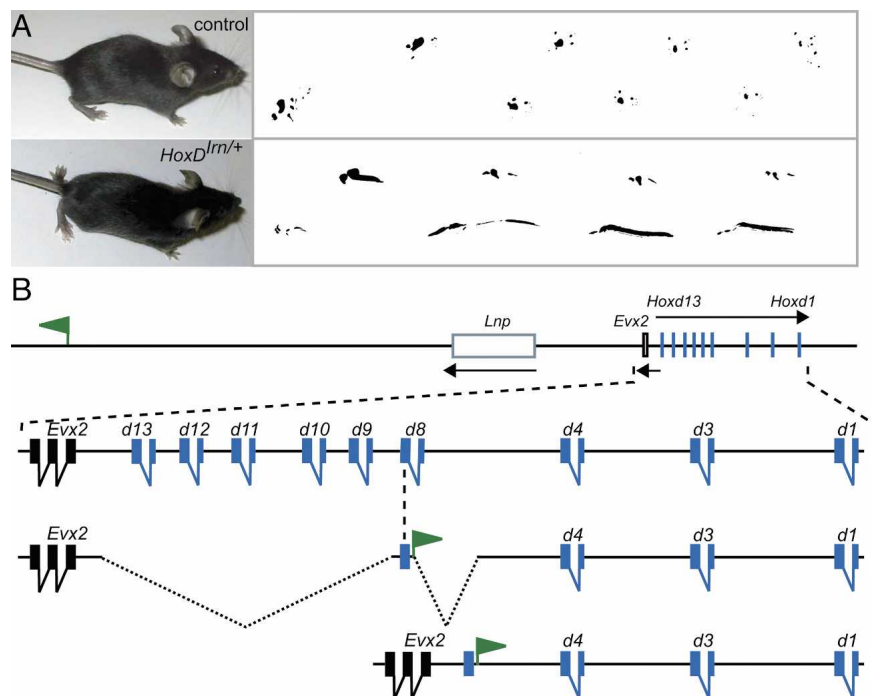 A
control
HoxD Irn/+
B
Hoxd13 Hoxd1
Lnp Evx2
Evx2 d13 d12 d11 d10 d9 d8 d4 d3 d1
Evx2 d4 d3 d1
Evx2 d4 d3 d1